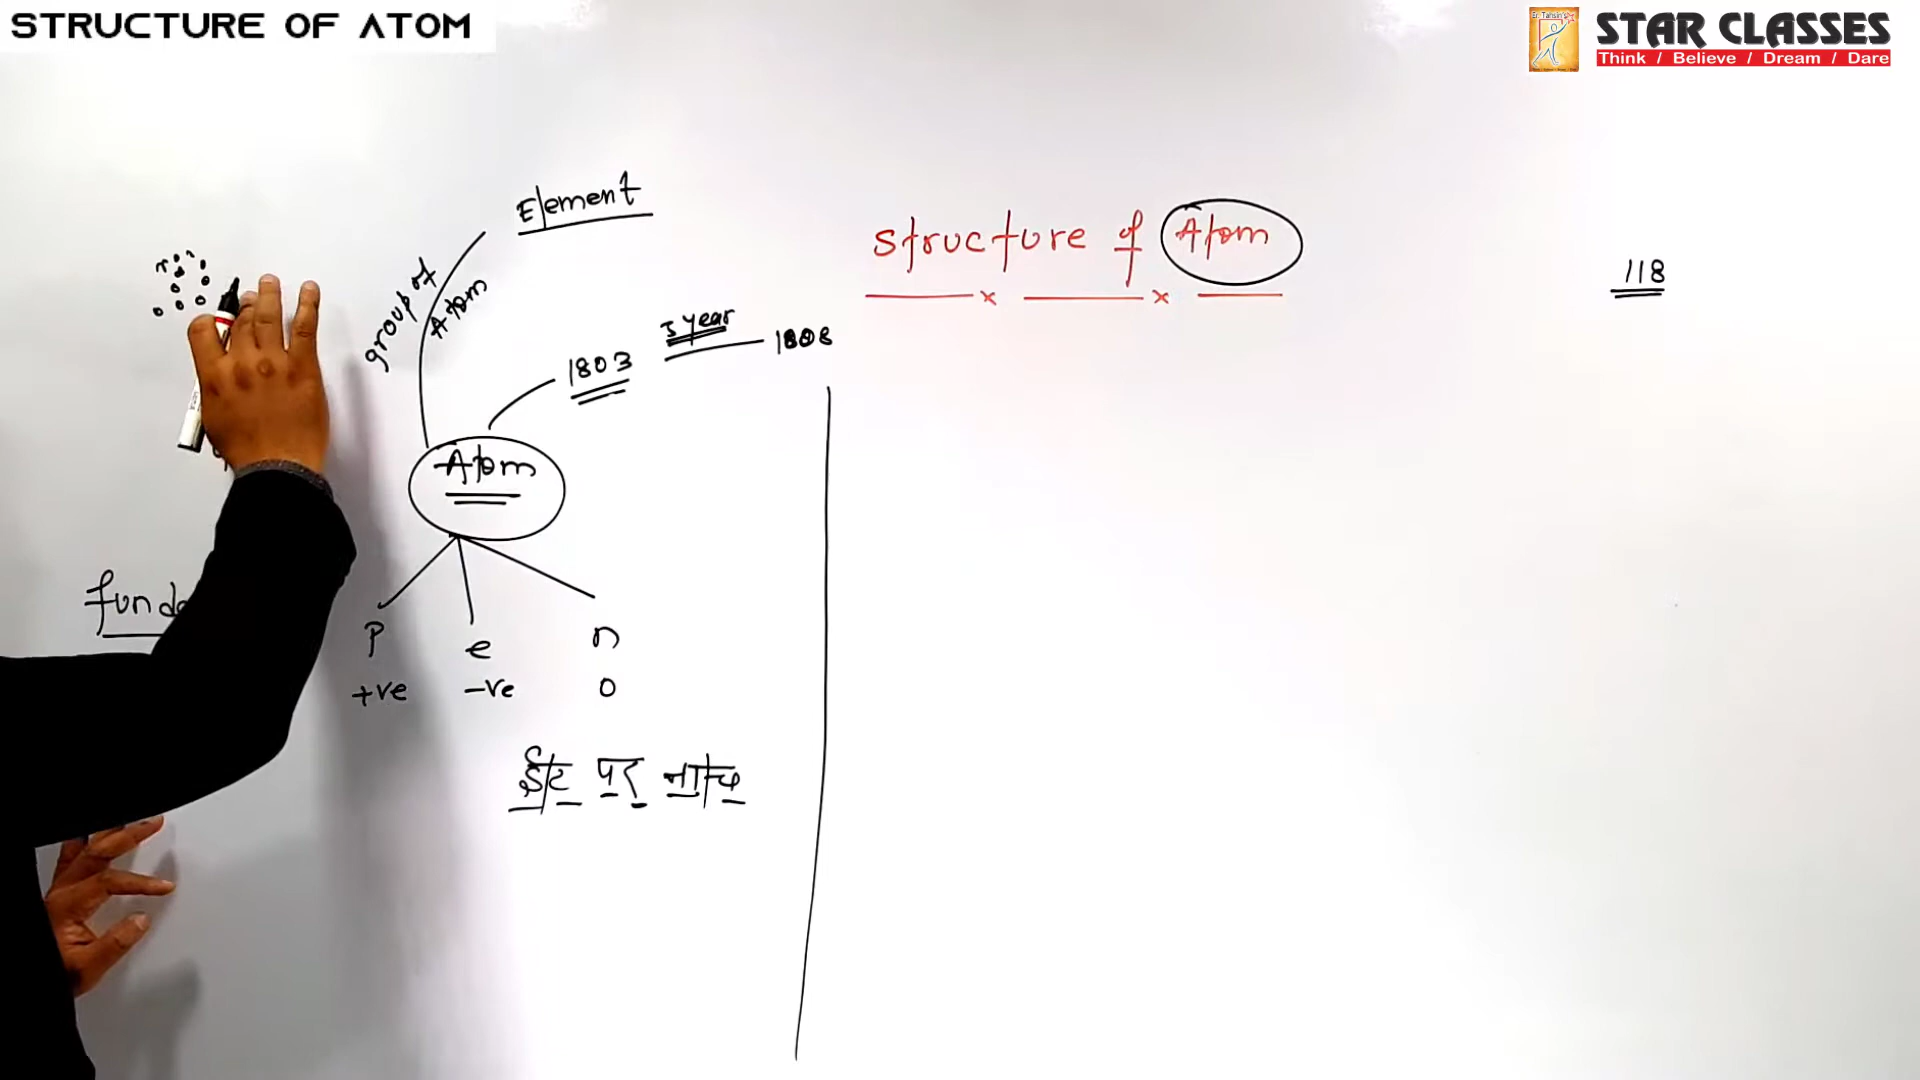 STRUCTURE OF ATOM
STAR CLASSES
Think / Believe / Dream / Dare
Element
group of
Atom
Structure of Atom
118
1803
5 year
1808
Atom
P
e
n
+ve
-ve
0
ईंट पर नाच